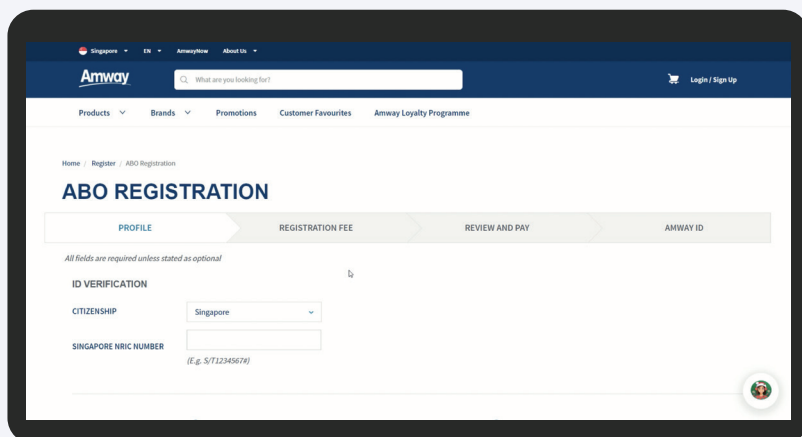 Singapore EN AmwayNow About Us
Amway What are you looking for? Login / Sign Up
Products Brands Promotions Customer Favourites Amway Loyalty Programme
Home / Register / ABO Registration
ABO REGISTRATION
PROFILE REGISTRATION FEE REVIEW AND PAY AMWAY ID
All fields are required unless stated as optional
ID VERIFICATION
CITIZENSHIP Singapore
SINGAPORE NRIC NUMBER
(E.g. S/T1234567#)